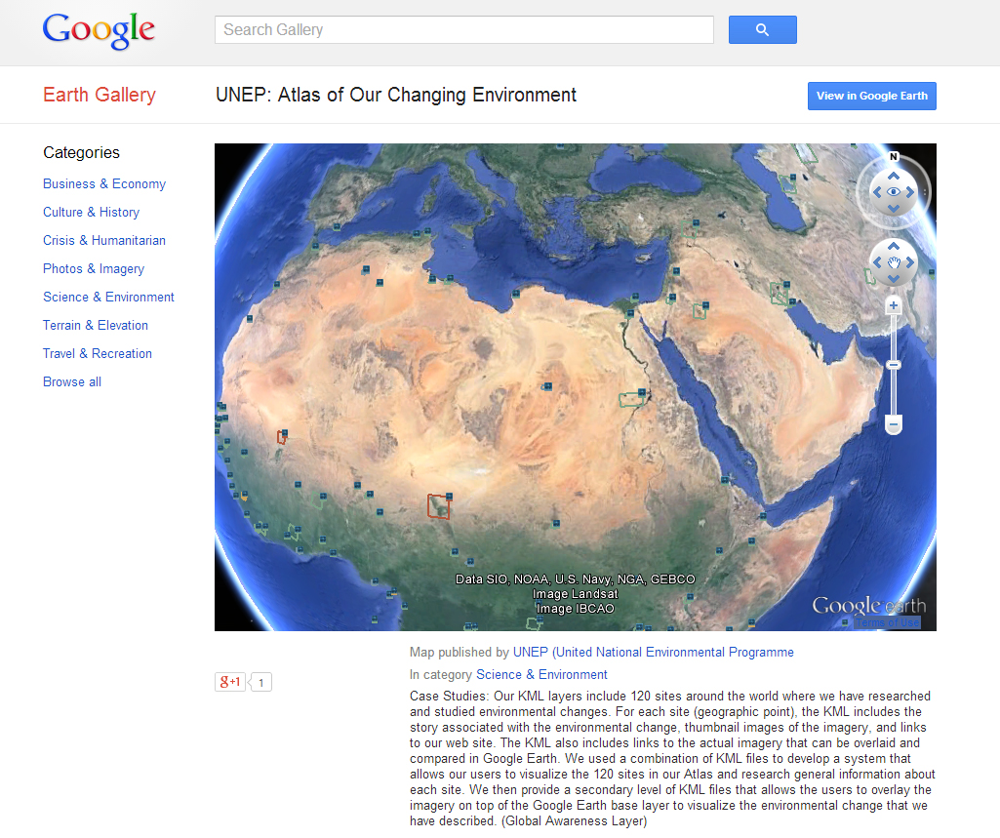 Google
Search Gallery
Earth Gallery
UNEP: Atlas of Our Changing Environment
View in Google Earth
Categories
Business & Economy
Culture & History
Crisis & Humanitarian
Photos & Imagery
Science & Environment
Terrain & Elevation
Travel & Recreation
Browse all
N
Data SIO, NOAA, U.S. Navy, NGA, GEBCO
Image Landsat
Image IBCAO
Google earth
Terms of Use
Map published by UNEP (United National Environmental Programme
In category Science & Environment
g+1 1
Case Studies: Our KML layers include 120 sites around the world where we have researched
and studied environmental changes. For each site (geographic point), the KML includes the
story associated with the environmental change, thumbnail images of the imagery, and links
to our web site. The KML also includes links to the actual imagery that can be overlaid and
compared in Google Earth. We used a combination of KML files to develop a system that
allows our users to visualize the 120 sites in our Atlas and research general information about
each site. We then provide a secondary level of KML files that allows the users to overlay the
imagery on top of the Google Earth base layer to visualize the environmental change that we
have described. (Global Awareness Layer)